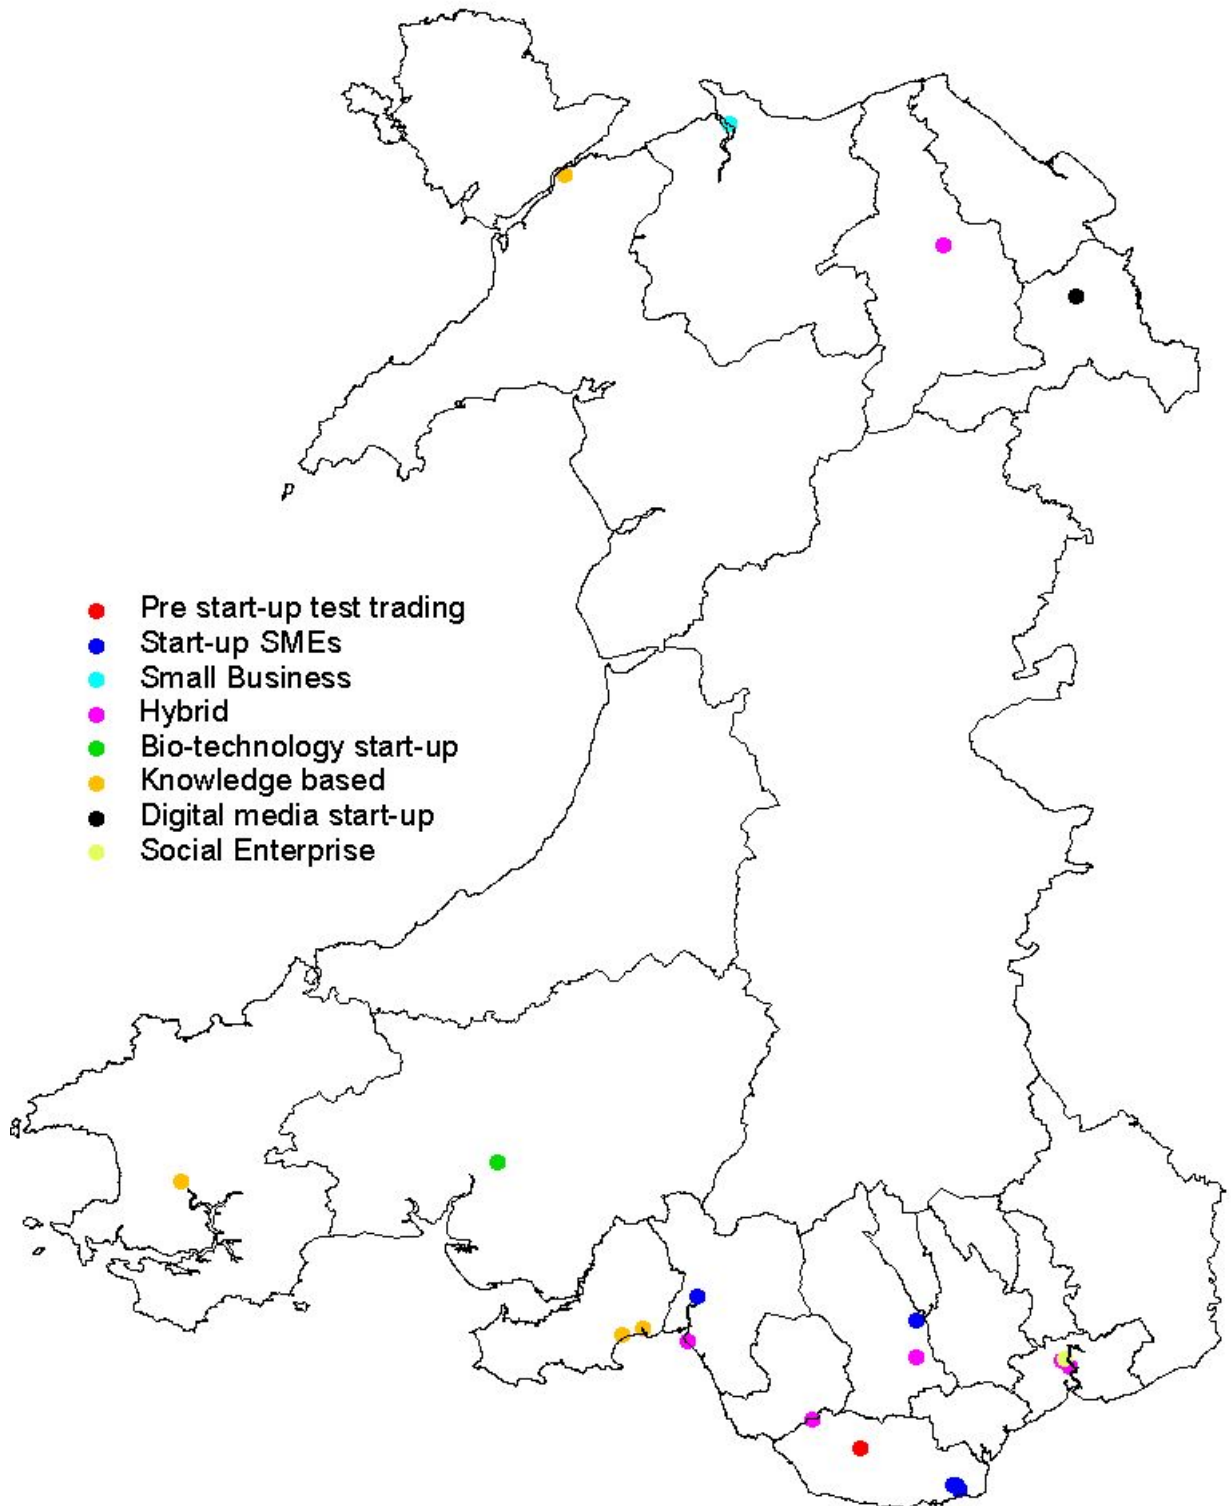 Pre start-up test trading
Start-up SMEs
Small Business
Hybrid
Bio-technology start-up
Knowledge based
Digital media start-up
Social Enterprise